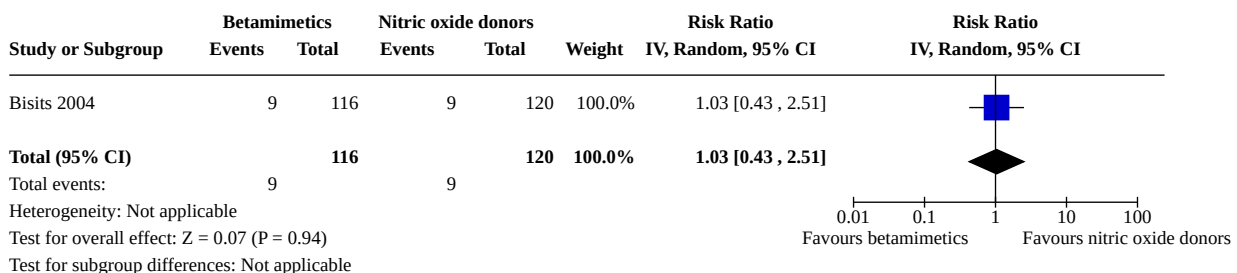 Betamimetics Nitric oxide donors Risk Ratio Risk Ratio
Study or Subgroup Events Total Events Total Weight IV, Random, 95% CI IV, Random, 95% CI
Bisits 2004 9 116 9 120 100.0% 1.03 [0.43 , 2.51]
Total (95% CI) 116 120 100.0% 1.03 [0.43 , 2.51]
Total events: 9 9
Heterogeneity: Not applicable
0.01 0.1 1 10 100
Test for overall effect: Z = 0.07 (P = 0.94)
Favours betamimetics Favours nitric oxide donors
Test for subgroup differences: Not applicable